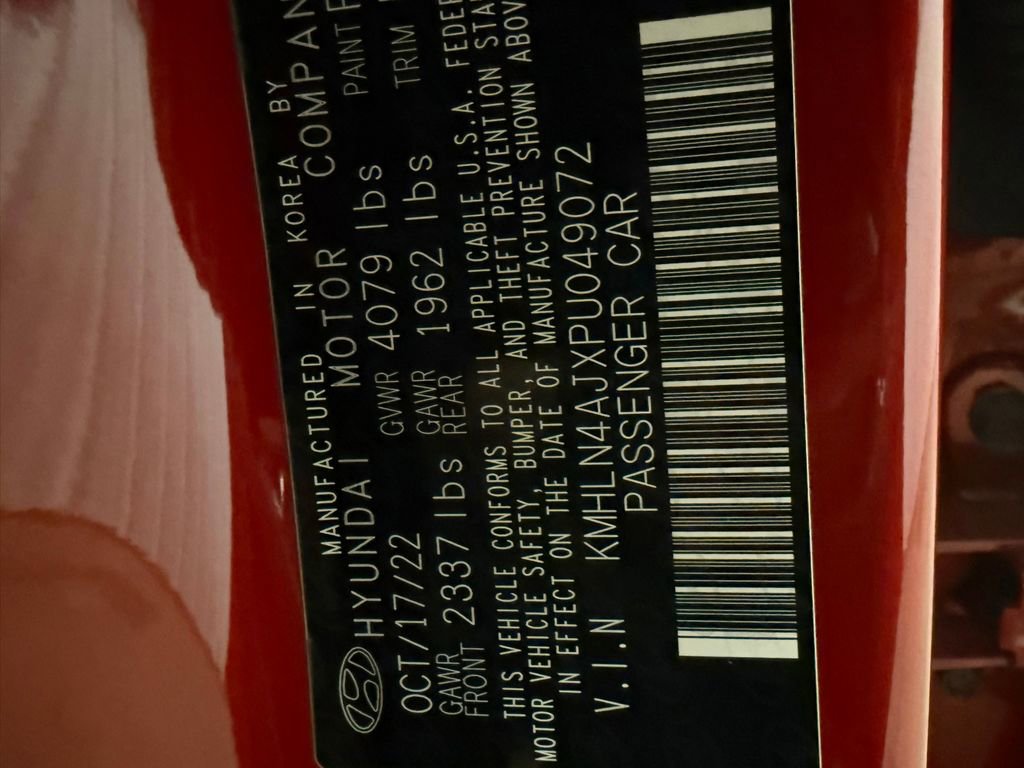 MANUFACTURED IN KOREA BY
HYUNDAI MOTOR COMPAN
OCT/17/22 GVWR 4079 lbs PAINT
GAWR FRONT 2337 lbs GAWR REAR 1962 lbs TRIM
THIS VEHICLE CONFORMS TO ALL APPLICABLE U.S.A. FEDER
MOTOR VEHICLE SAFETY, BUMPER, AND THEFT PREVENTION STA
IN EFFECT ON THE DATE OF MANUFACTURE SHOWN ABOV
V.I.N KMHLN4AJXPU049072
PASSENGER CAR